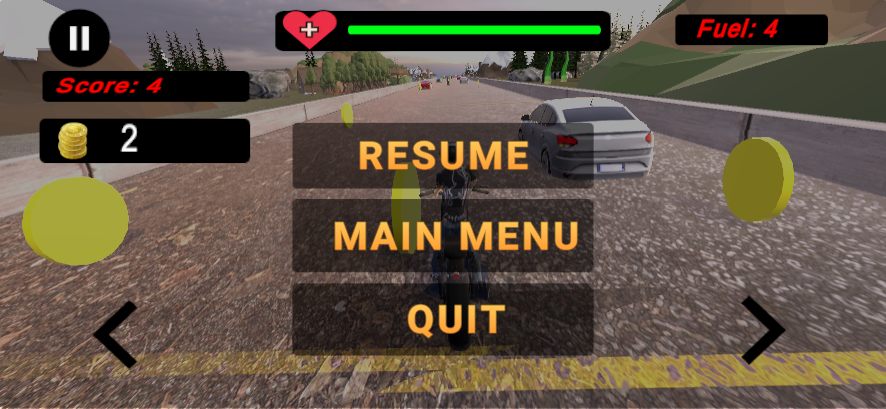 Fuel: 4
Score: 4
2
RESUME
MAIN MENU
QUIT